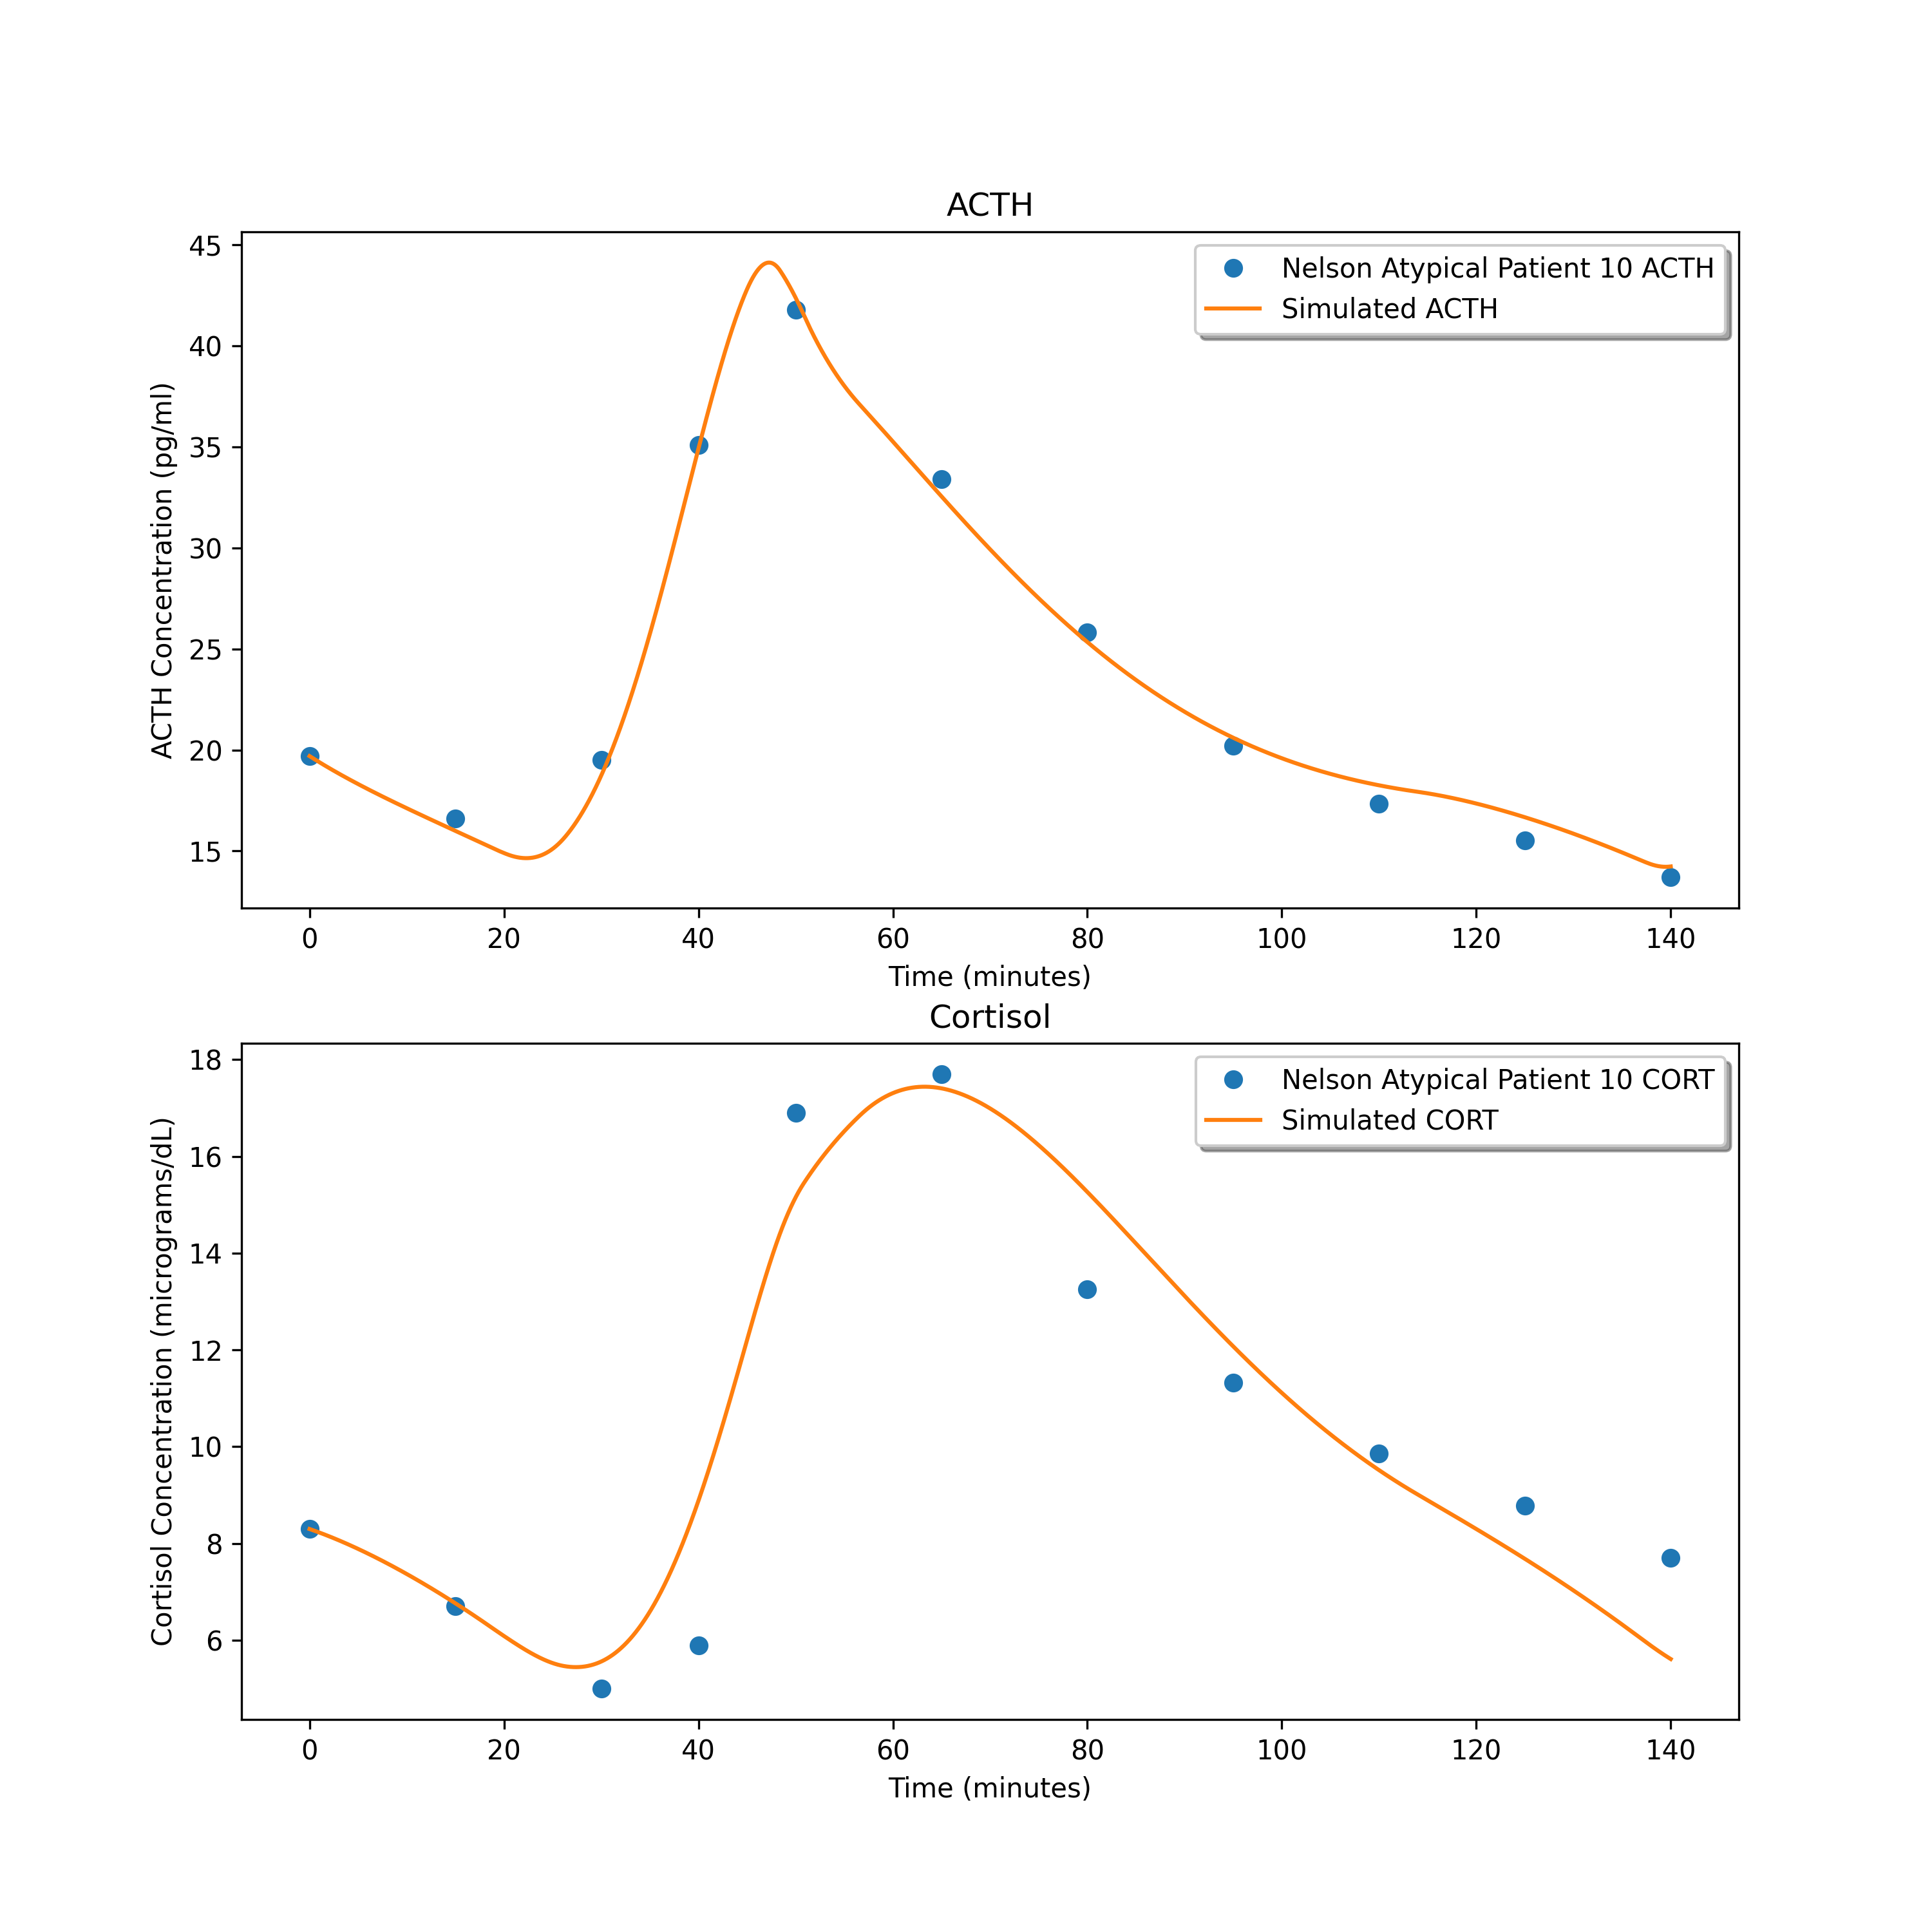 ACTH
45
40
35
30
25
20
15
ACTH Concentration (pg/ml)
Nelson Atypical Patient 10 ACTH
Simulated ACTH
0 20 40 60 80 100 120 140
Time (minutes)
Cortisol
18
16
14
12
10
8
6
Cortisol Concentration (micrograms/dL)
Nelson Atypical Patient 10 CORT
Simulated CORT
0 20 40 60 80 100 120 140
Time (minutes)